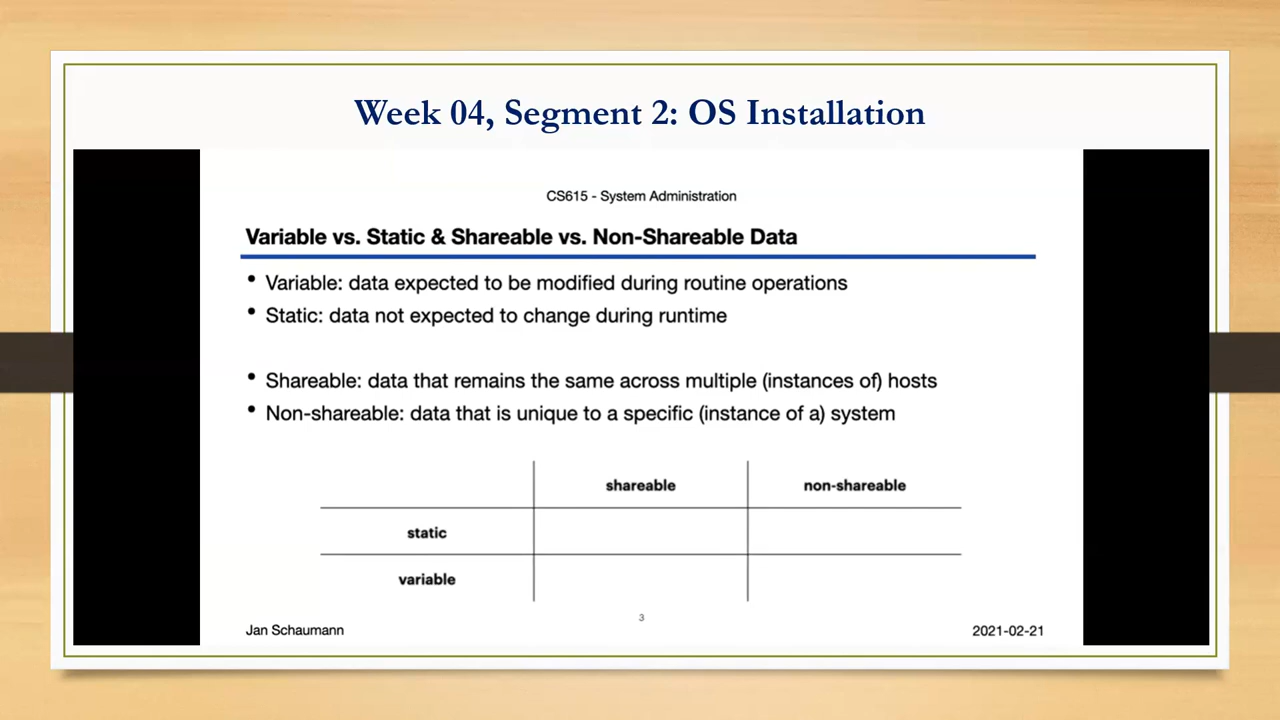 Week 04, Segment 2: OS Installation
CS615 - System Administration
Variable vs. Static & Shareable vs. Non-Shareable Data
• Variable: data expected to be modified during routine operations
• Static: data not expected to change during runtime
• Shareable: data that remains the same across multiple (instances of) hosts
• Non-shareable: data that is unique to a specific (instance of a) system
shareable non-shareable
static
variable
3
Jan Schaumann 2021-02-21